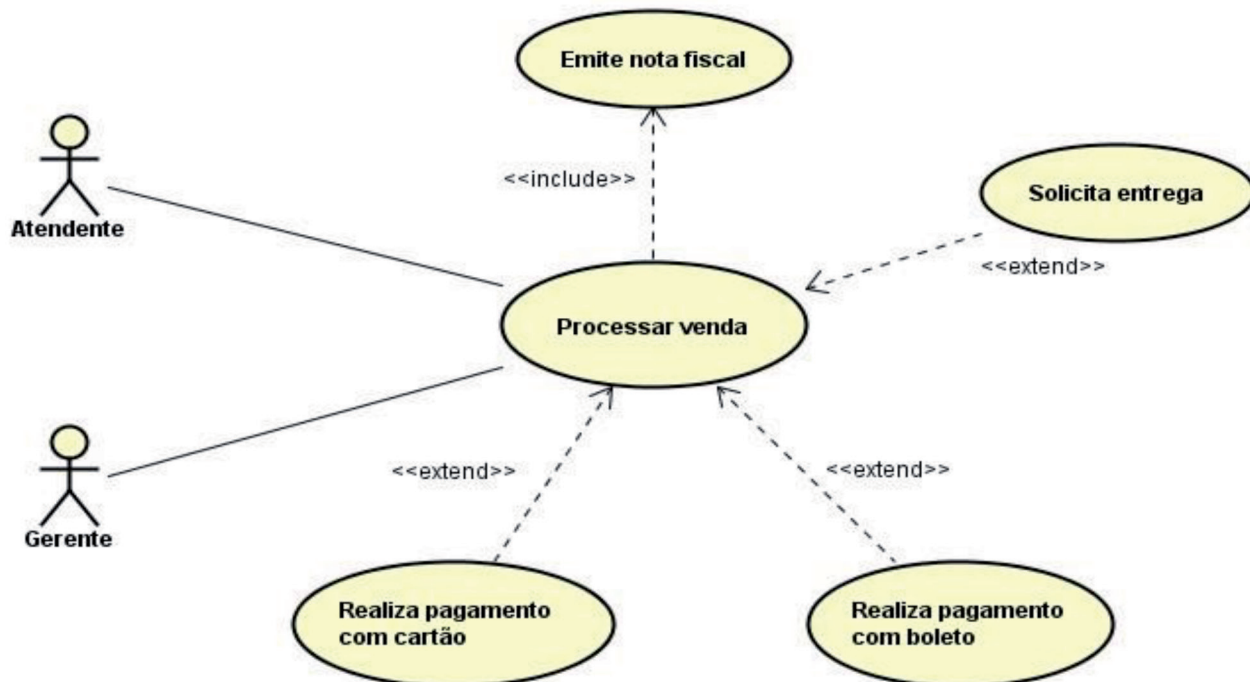 Emite nota fiscal
<<include>>
Solicita entrega
Atendente
<<extend>>
Processar venda
<<extend>>
<<extend>>
Gerente
Realiza pagamento
com cartão
Realiza pagamento
com boleto